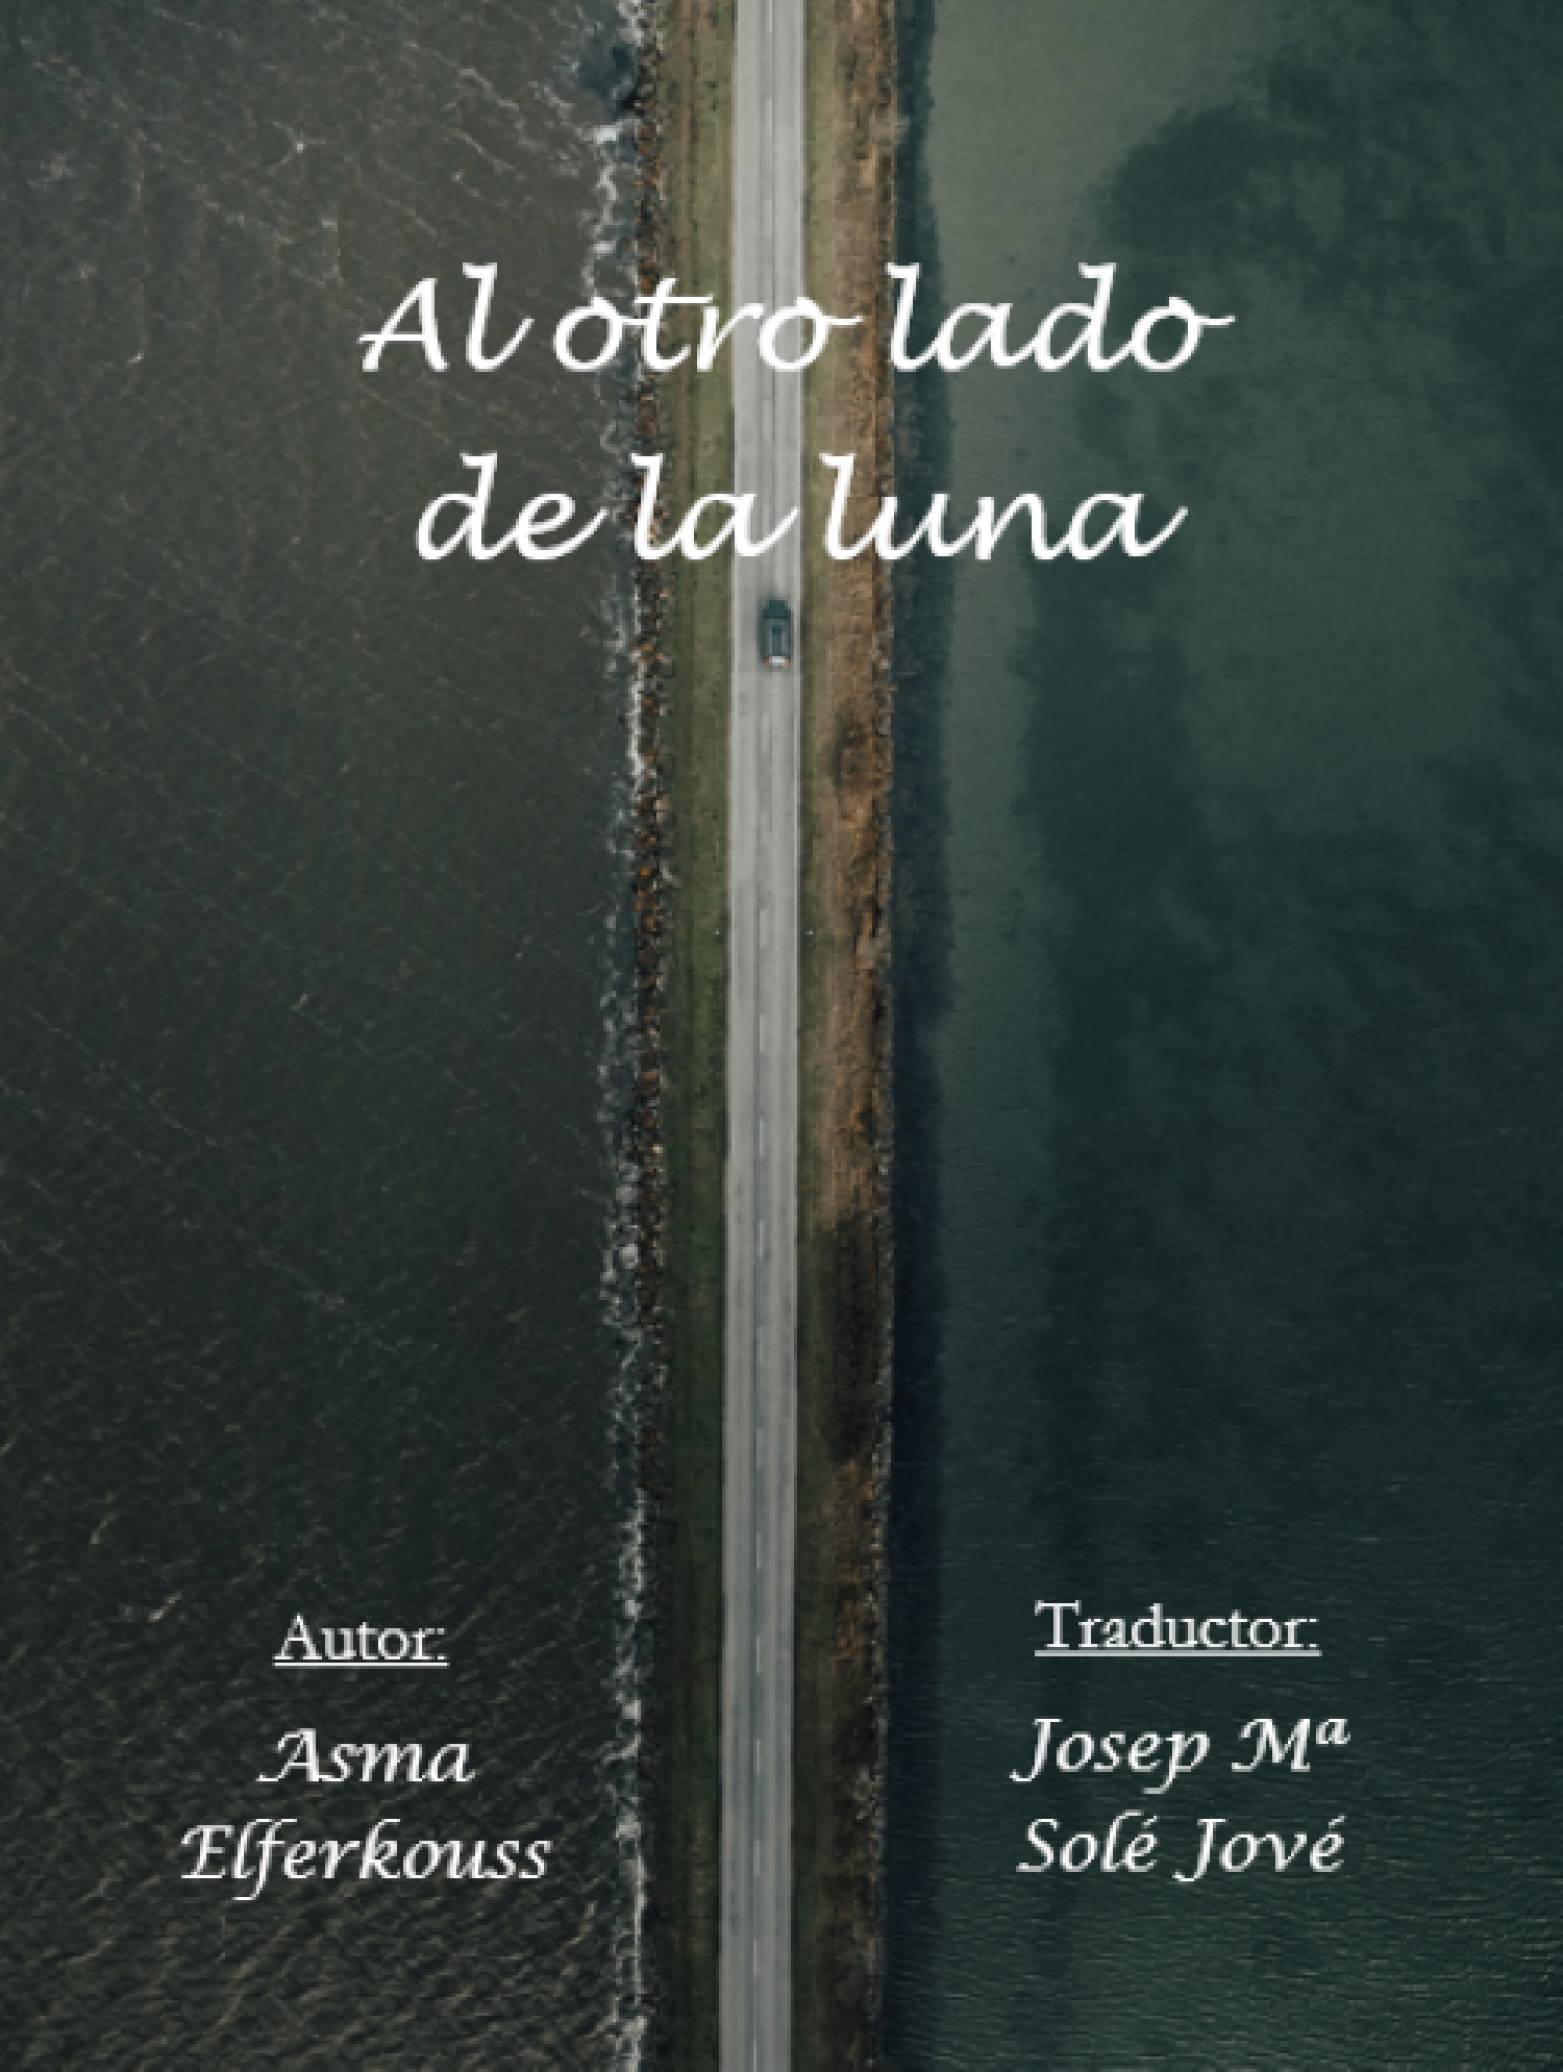 Al otro lado
de la luna
Autor:
Asma
Elferkouss
Traductor:
Josep Mª
Solé Jové